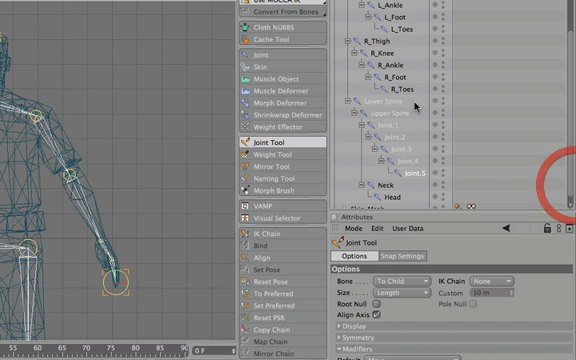 Use MOCCA IK
Convert From Bones
Cloth NURBS
Cache Tool
Joint
Skin
Muscle Object
Muscle Deformer
Morph Deformer
Shrinkwrap Deformer
Weight Effector
Joint Tool
Weight Tool
Mirror Tool
Naming Tool
Morph Brush
VAMP
Visual Selector
IK Chain
Bind
Align
Set Pose
Reset Pose
To Preferred
Set Preferred
Reset PSR
Copy Chain
Map Chain
Mirror Chain
L_Ankle
L_Foot
L_Toes
R_Thigh
R_Knee
R_Ankle
R_Foot
R_Toes
Lower Spine
Upper Spine
Joint.1
Joint.2
Joint.3
Joint.4
Joint.5
Neck
Head
Attributes
Mode Edit User Data
Joint Tool
Options Snap Settings
Options
Bone To Child IK Chain None
Size Length Custom 10 m
Root Null Pole Null
Align Axis
Display
Symmetry
Modifiers
55 60 65 70 75 80 85 90 0 F